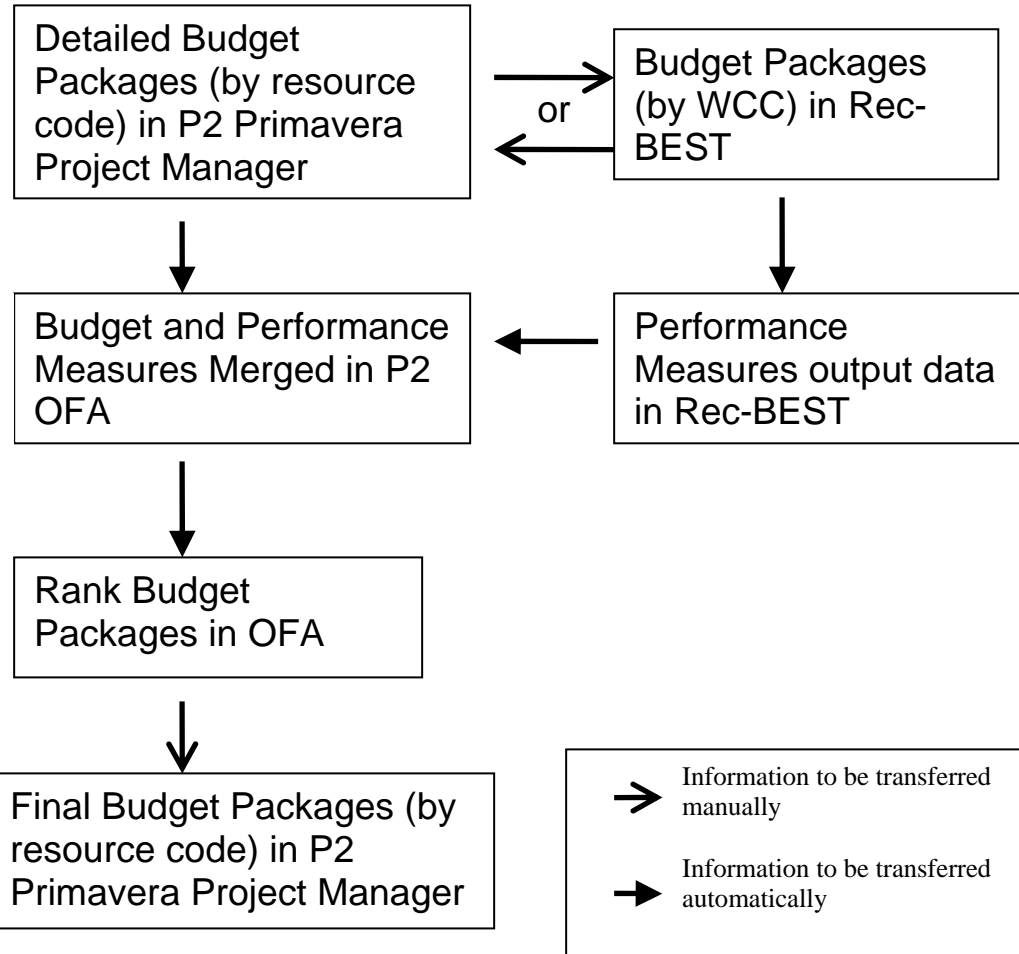 Detailed Budget
Packages (by resource
code) in P2 Primavera
Project Manager
or
Budget Packages
(by WCC) in Rec-
BEST
Budget and Performance
Measures Merged in P2
OFA
Performance
Measures output data
in Rec-BEST
Rank Budget
Packages in OFA
Final Budget Packages (by
resource code) in P2
Primavera Project Manager
Information to be transferred
manually
Information to be transferred
automatically